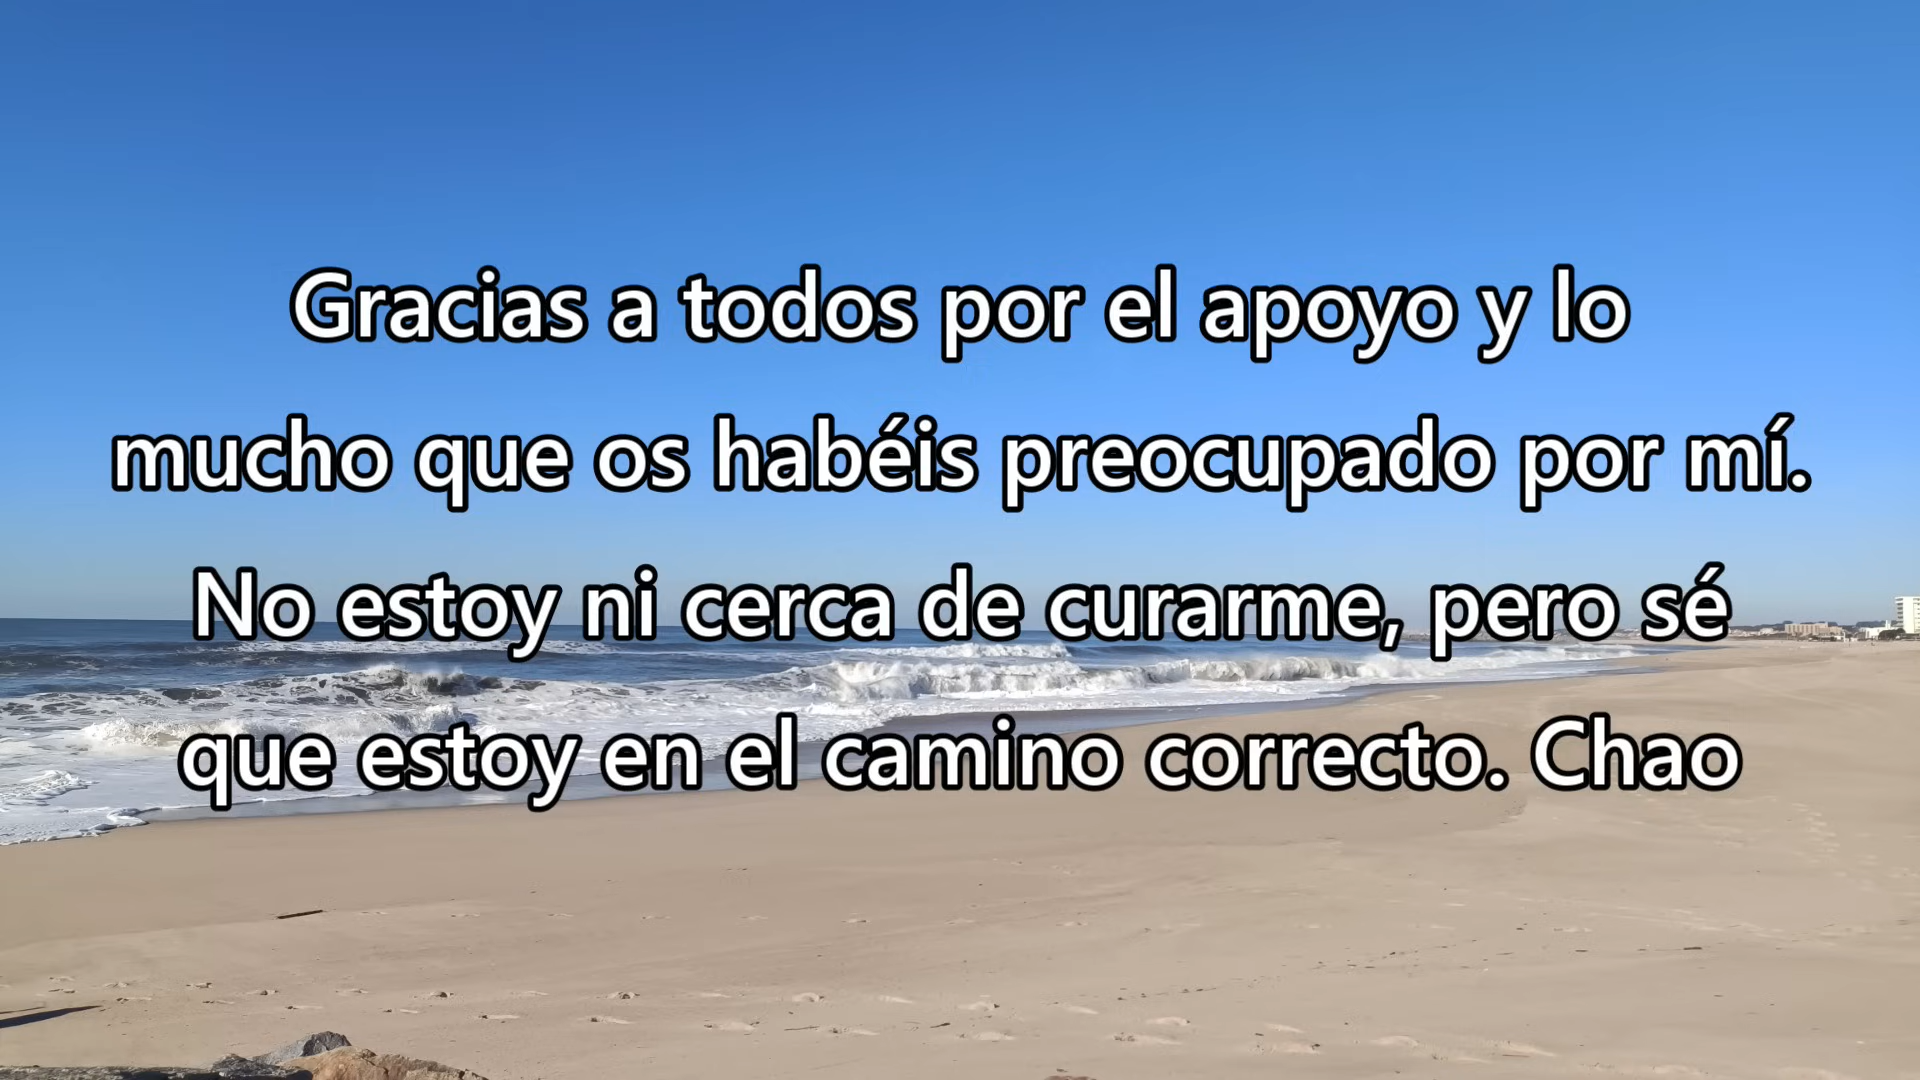 Gracias a todos por el apoyo y lo
mucho que os habéis preocupado por mí.
No estoy ni cerca de curarme, pero sé
que estoy en el camino correcto. Chao